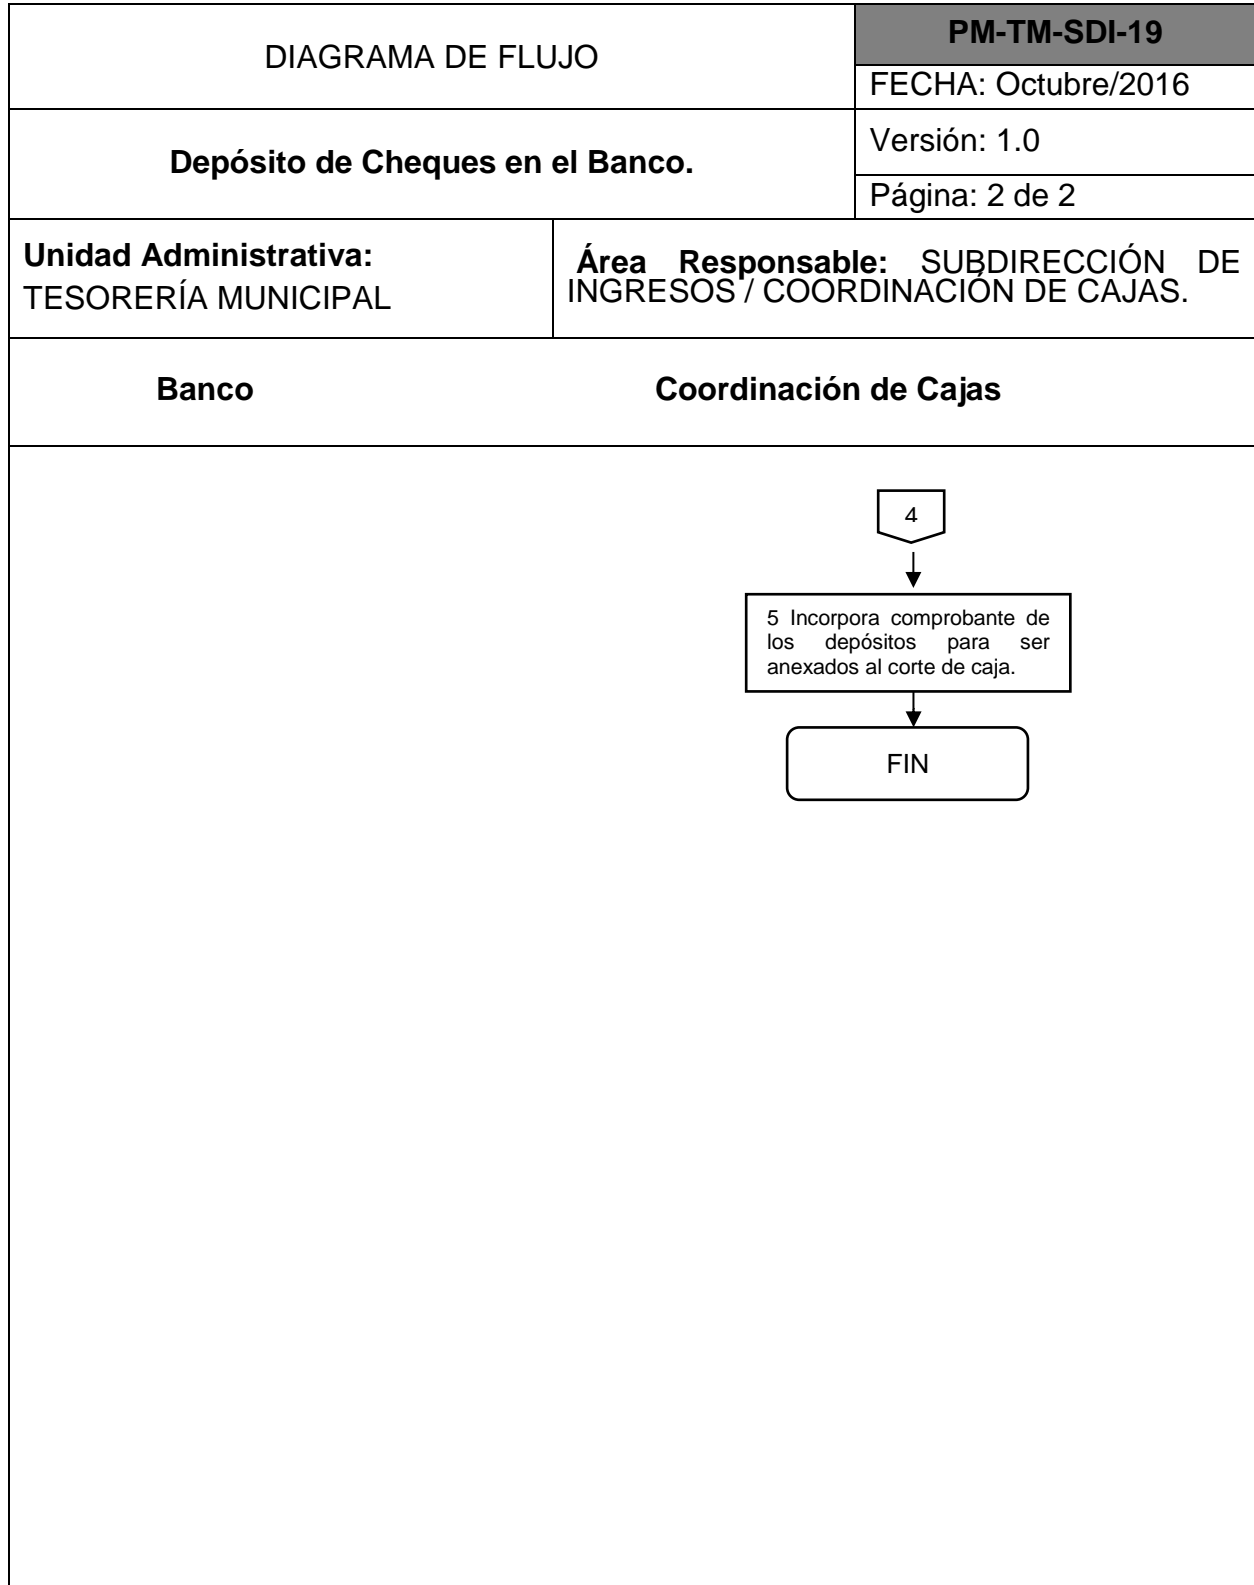 DIAGRAMA DE FLUJO
PM-TM-SDI-19
FECHA: Octubre/2016
Depósito de Cheques en el Banco.
Versión: 1.0
Página: 2 de 2
Unidad Administrativa:
TESORERÍA MUNICIPAL
Área Responsable: SUBDIRECCIÓN DE
INGRESOS / COORDINACIÓN DE CAJAS.
Banco
Coordinación de Cajas
4
5 Incorpora comprobante de
los depósitos para ser
anexados al corte de caja.
FIN